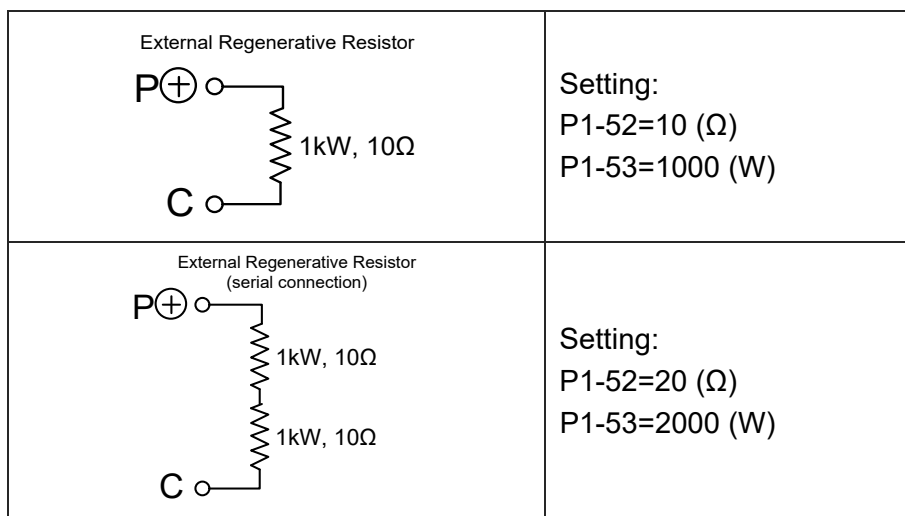 External Regenerative Resistor
P⊕
1kW, 10Ω
C
Setting:
P1-52=10 (Ω)
P1-53=1000 (W)
External Regenerative Resistor
(serial connection)
P⊕
1kW, 10Ω
1kW, 10Ω
C
Setting:
P1-52=20 (Ω)
P1-53=2000 (W)